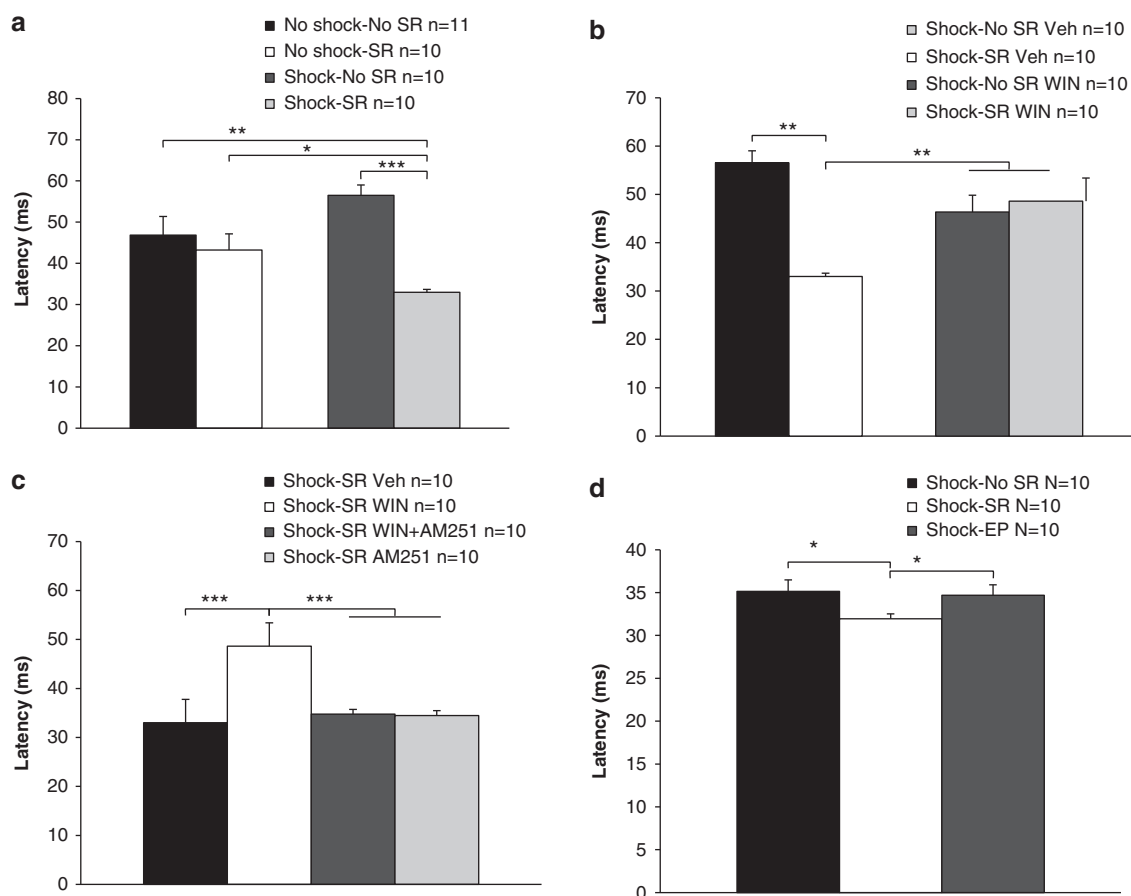 a
No shock-No SR n=11
No shock-SR n=10
Shock-No SR n=10
Shock-SR n=10
80
70
60
50
40
30
20
10
0
Latency (ms)
**
*
***
b
Shock-No SR Veh n=10
Shock-SR Veh n=10
Shock-No SR WIN n=10
Shock-SR WIN n=10
70
60
50
40
30
20
10
0
Latency (ms)
**
**
c
Shock-SR Veh n=10
Shock-SR WIN n=10
Shock-SR WIN+AM251 n=10
Shock-SR AM251 n=10
60
50
40
30
20
10
0
Latency (ms)
***
***
d
Shock-No SR N=10
Shock-SR N=10
Shock-EP N=10
40
35
30
25
20
15
10
5
0
Latency (ms)
*
*